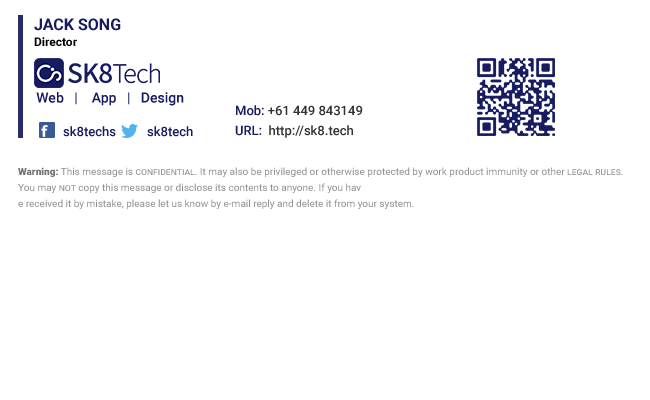 JACK SONG
Director
SK8Tech
Web | App | Design
Mob: +61 449 843149
sk8techs sk8tech
URL: http://sk8.tech
Warning: This message is CONFIDENTIAL. It may also be privileged or otherwise protected by work product immunity or other LEGAL RULES.
You may NOT copy this message or disclose its contents to anyone. If you hav
e received it by mistake, please let us know by e-mail reply and delete it from your system.